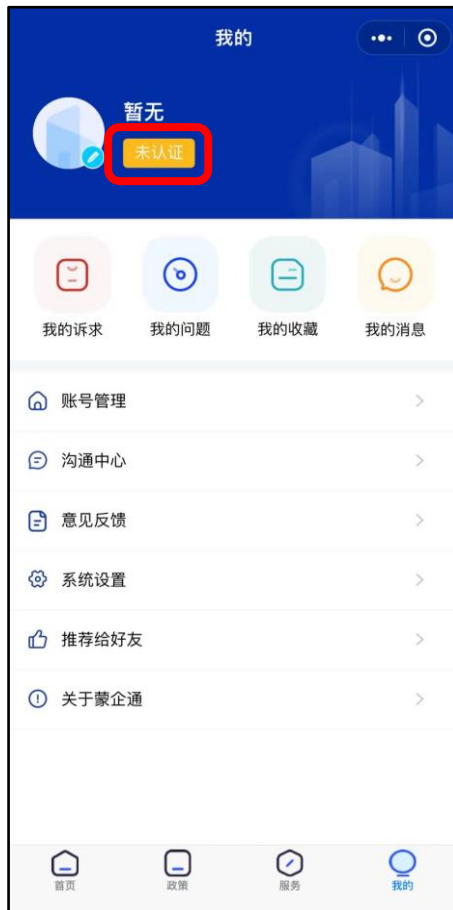 我的
暂无
未认证
我的诉求 我的问题 我的收藏 我的消息
账号管理
沟通中心
意见反馈
系统设置
推荐给好友
关于蒙企通
首页 政策 服务 我的